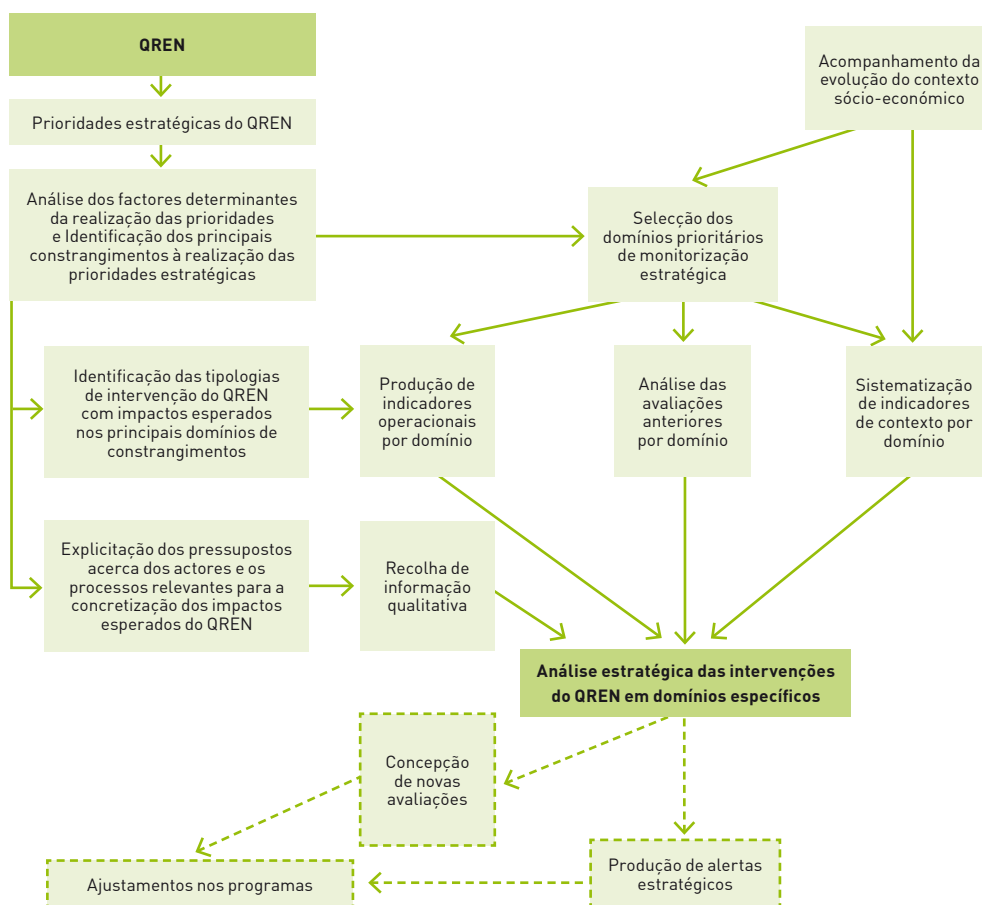 QREN
Acompanhamento da
evolução do contexto
sócio-económico
Prioridades estratégicas do QREN
Análise dos factores determinantes
da realização das prioridades
e Identificação dos principais
constrangimentos à realização das
prioridades estratégicas
Selecção dos
domínios prioritários
de monitorização
estratégica
Identificação das tipologias
de intervenção do QREN
com impactos esperados
nos principais domínios de
constrangimentos
Produção de
indicadores
operacionais
por domínio
Análise das
avaliações
anteriores
por domínio
Sistematização
de indicadores
de contexto por
domínio
Explicitação dos pressupostos
acerca dos actores e os
processos relevantes para a
concretização dos impactos
esperados do QREN
Recolha de
informação
qualitativa
Análise estratégica das intervenções
do QREN em domínios específicos
Concepção
de novas
avaliações
Ajustamentos nos programas
Produção de alertas
estratégicos